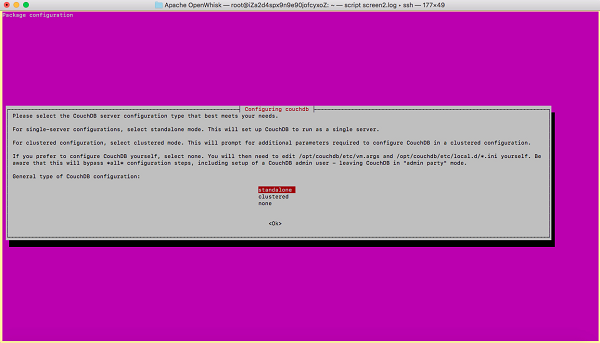 Apache OpenWhisk — root@iZa2d4spx9n9e90jofcyxoZ: ~ — script screen2.log • ssh — 177×49
Package configuration
Configuring couchdb
Please select the CouchDB server configuration type that best meets your needs.
For single-server configurations, select standalone mode. This will set up CouchDB to run as a single server.
For clustered configuration, select clustered mode. This will prompt for additional parameters required to configure CouchDB in a clustered configuration.
If you prefer to configure CouchDB yourself, select none. You will then need to edit /opt/couchdb/etc/vm.args and /opt/couchdb/etc/local.d/*.ini yourself. Be
aware that this will bypass *all* configuration steps, including setup of a CouchDB admin user - leaving CouchDB in "admin party" mode.
General type of CouchDB configuration:
standalone
clustered
none
<Ok>